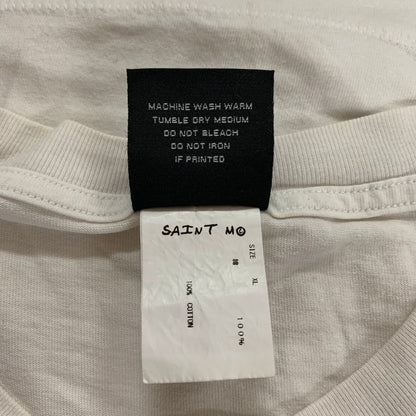 MACHINE WASH WARM
TUMBLE DRY MEDIUM
DO NOT BLEACH
DO NOT IRON
IF PRINTED
SAINT M©
SIZE XL
100%
100% COTTON